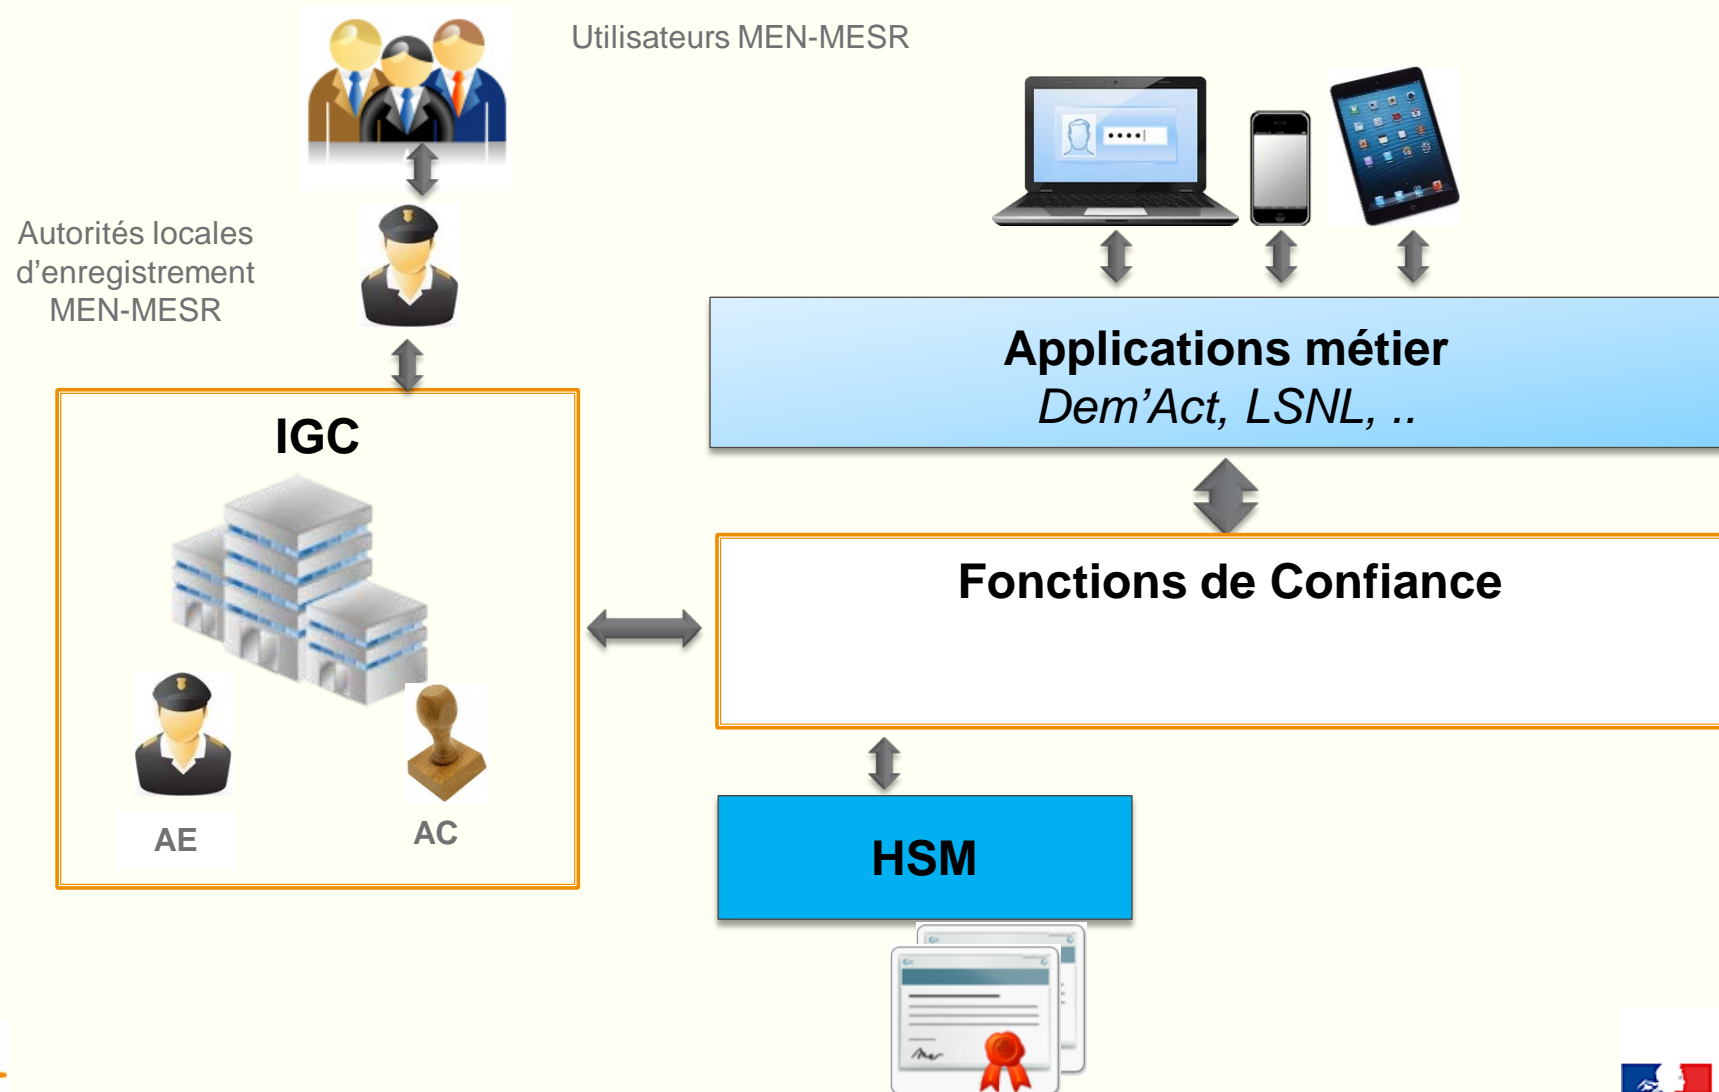 Utilisateurs MEN-MESR
Autorités locales
d’enregistrement
MEN-MESR
Applications métier
Dem’Act, LSNL, ..
IGC
Fonctions de Confiance
AE
AC
HSM